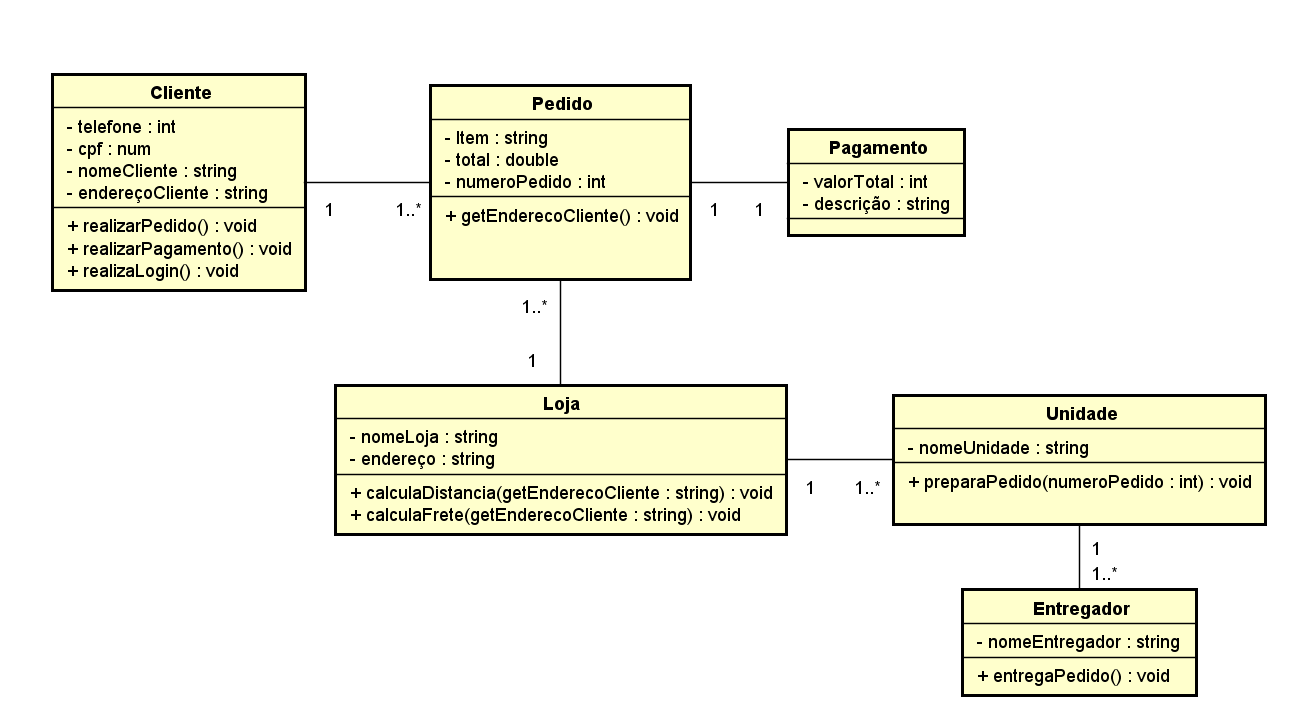 Cliente
- telefone : int
- cpf : num
- nomeCliente : string
- endereçoCliente : string
+ realizarPedido() : void
+ realizarPagamento() : void
+ realizaLogin() : void
1
1..*
Pedido
- Item : string
- total : double
- numeroPedido : int
+ getEnderecoCliente() : void
1
1
Pagamento
- valorTotal : int
- descrição : string
1..*
1
Loja
- nomeLoja : string
- endereço : string
+ calculaDistancia(getEnderecoCliente : string) : void
+ calculaFrete(getEnderecoCliente : string) : void
1
1..*
Unidade
- nomeUnidade : string
+ preparaPedido(numeroPedido : int) : void
1
1..*
Entregador
- nomeEntregador : string
+ entregaPedido() : void